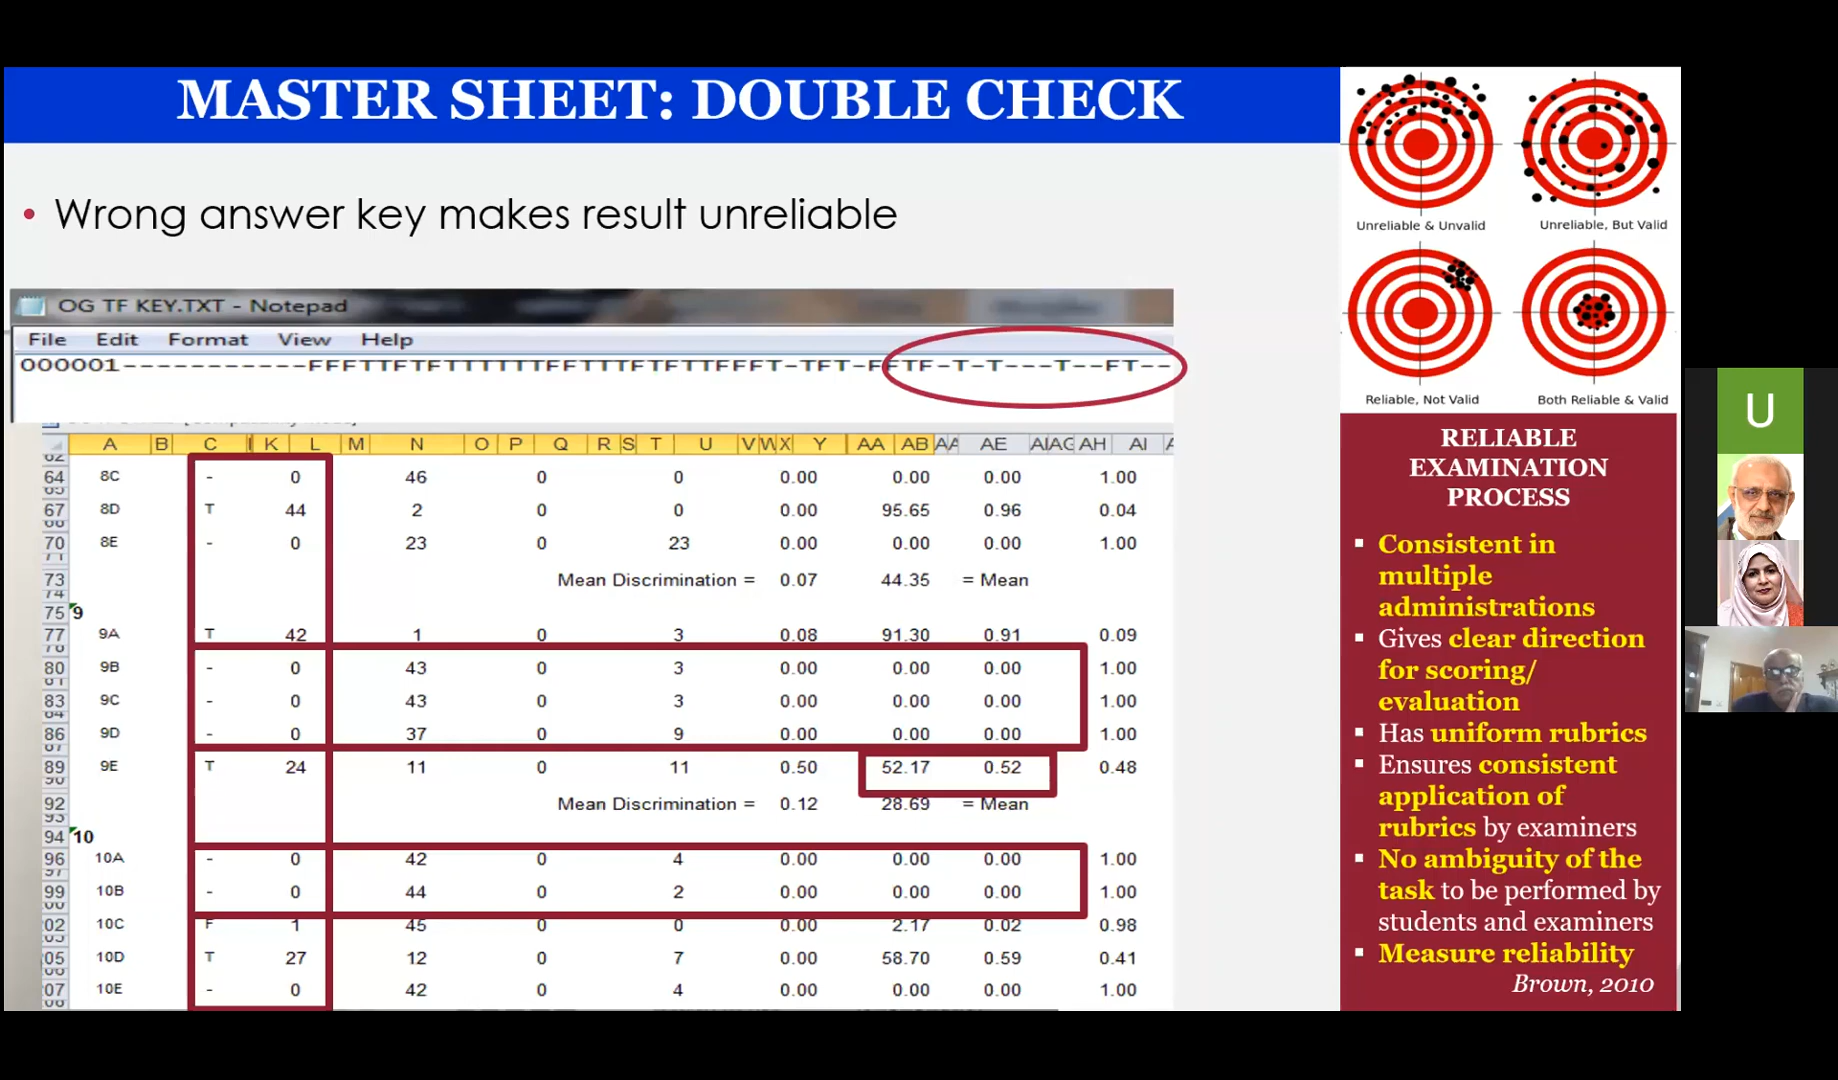 MASTER SHEET: DOUBLE CHECK
• Wrong answer key makes result unreliable
OG TF KEY.TXT - Notepad
File Edit Format View Help
A B C K L M N O P Q R S T U V W X Y AA AB AE AH AI
64 8C - 0 46 0 0 0.00 0.00 0.00 1.00
67 8D T 44 2 0 0 0.00 95.65 0.96 0.04
70 8E - 0 23 0 23 0.00 0.00 0.00 1.00
73 Mean Discrimination = 0.07 44.35 = Mean
75 9
77 9A T 42 1 0 3 0.08 91.30 0.91 0.09
80 9B - 0 43 0 3 0.00 0.00 0.00 1.00
83 9C - 0 43 0 3 0.00 0.00 0.00 1.00
86 9D - 0 37 0 9 0.00 0.00 0.00 1.00
89 9E T 24 11 0 11 0.50 52.17 0.52 0.48
92 Mean Discrimination = 0.12 28.69 = Mean
94 10
96 10A - 0 42 0 4 0.00 0.00 0.00 1.00
99 10B - 0 44 0 2 0.00 0.00 0.00 1.00
02 10C F 1 45 0 0 0.00 2.17 0.02 0.98
05 10D T 27 12 0 7 0.00 58.70 0.59 0.41
07 10E - 0 42 0 4 0.00 0.00 0.00 1.00
Unreliable & Unvalid
Unreliable, But Valid
Reliable, Not Valid
Both Reliable & Valid
RELIABLE
EXAMINATION
PROCESS
▪ Consistent in
multiple
administrations
▪ Gives clear direction
for scoring/
evaluation
▪ Has uniform rubrics
▪ Ensures consistent
application of
rubrics by examiners
▪ No ambiguity of the
task to be performed by
students and examiners
▪ Measure reliability
Brown, 2010
U